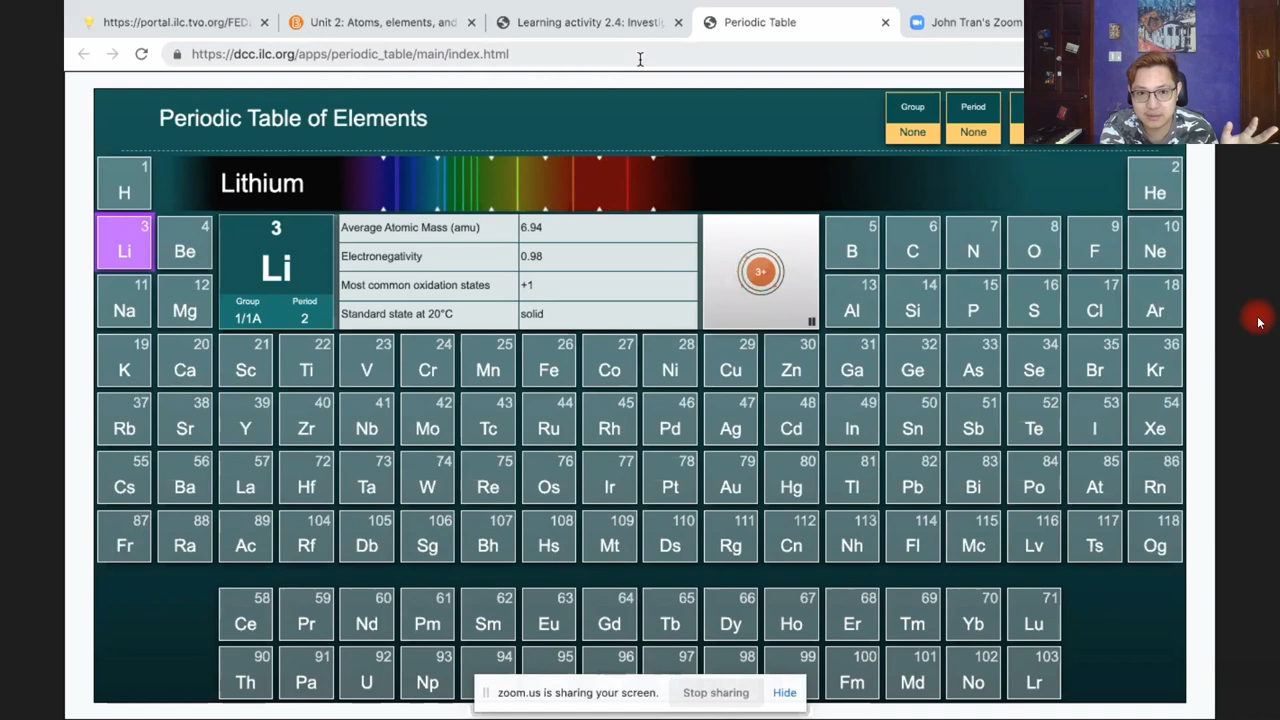 https://portal.ilc.tvo.org/FED
Unit 2: Atoms, elements, and
Learning activity 2.4: Investi
Periodic Table
John Tran's Zoom
https://dcc.ilc.org/apps/periodic_table/main/index.html
Periodic Table of Elements
Group
None
Period
None
1 H
Lithium
2 He
3 Li
4 Be
3
Li
Group Period
1/1A 2
Average Atomic Mass (amu) 6.94
Electronegativity 0.98
Most common oxidation states +1
Standard state at 20°C solid
3+
5 B
6 C
7 N
8 O
9 F
10 Ne
11 Na
12 Mg
13 Al
14 Si
15 P
16 S
17 Cl
18 Ar
19 K
20 Ca
21 Sc
22 Ti
23 V
24 Cr
25 Mn
26 Fe
27 Co
28 Ni
29 Cu
30 Zn
31 Ga
32 Ge
33 As
34 Se
35 Br
36 Kr
37 Rb
38 Sr
39 Y
40 Zr
41 Nb
42 Mo
43 Tc
44 Ru
45 Rh
46 Pd
47 Ag
48 Cd
49 In
50 Sn
51 Sb
52 Te
53 I
54 Xe
55 Cs
56 Ba
57 La
72 Hf
73 Ta
74 W
75 Re
76 Os
77 Ir
78 Pt
79 Au
80 Hg
81 Tl
82 Pb
83 Bi
84 Po
85 At
86 Rn
87 Fr
88 Ra
89 Ac
104 Rf
105 Db
106 Sg
107 Bh
108 Hs
109 Mt
110 Ds
111 Rg
112 Cn
113 Nh
114 Fl
115 Mc
116 Lv
117 Ts
118 Og
58 Ce
59 Pr
60 Nd
61 Pm
62 Sm
63 Eu
64 Gd
65 Tb
66 Dy
67 Ho
68 Er
69 Tm
70 Yb
71 Lu
90 Th
91 Pa
92 U
93 Np
94
95
96
97
98
99
100 Fm
101 Md
102 No
103 Lr
zoom.us is sharing your screen. Stop sharing Hide